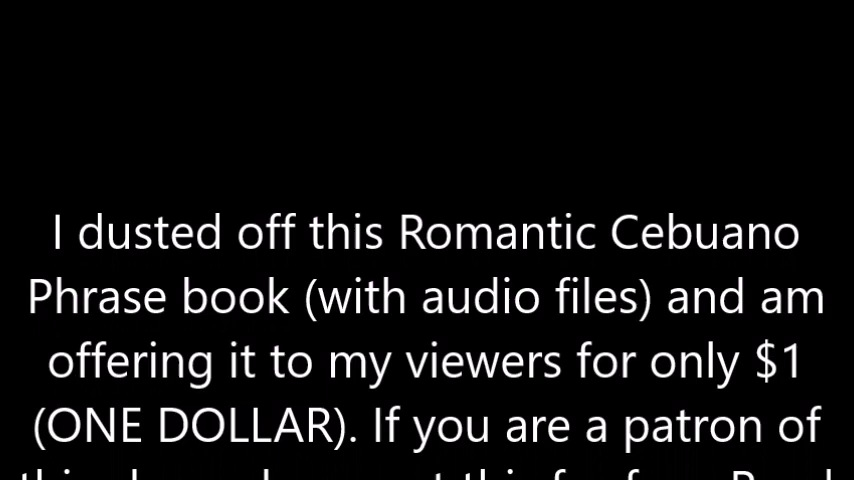 I dusted off this Romantic Cebuano
Phrase book (with audio files) and am
offering it to my viewers for only $1
(ONE DOLLAR). If you are a patron of